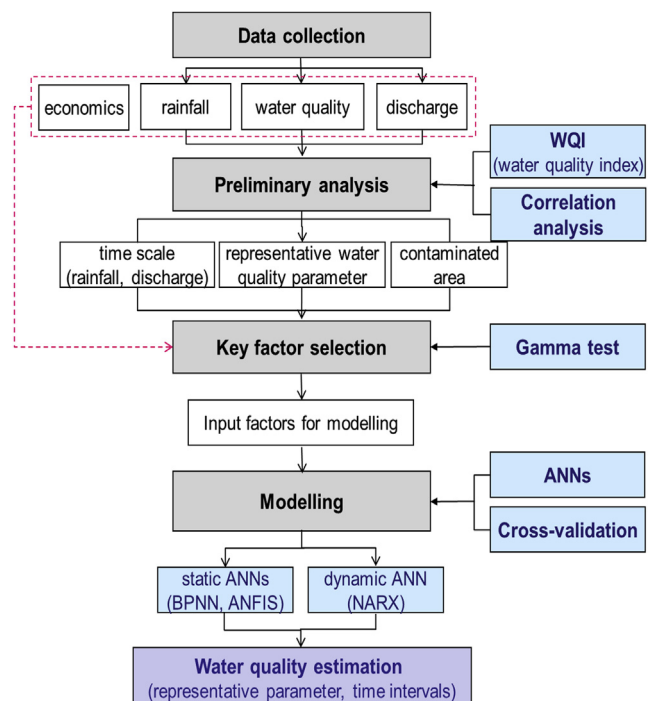 Data collection
economics
rainfall
water quality
discharge
WQI
(water quality index)
Preliminary analysis
Correlation
analysis
time scale
(rainfall, discharge)
representative water
quality parameter
contaminated
area
Key factor selection
Gamma test
Input factors for modelling
ANNs
Modelling
Cross-validation
static ANNs
(BPNN, ANFIS)
dynamic ANN
(NARX)
Water quality estimation
(representative parameter, time intervals)